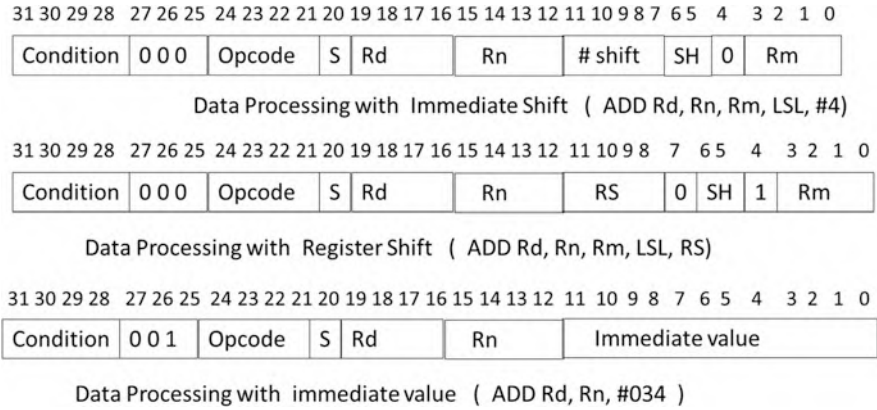 31 30 29 28 27 26 25 24 23 22 21 20 19 18 17 16 15 14 13 12 11 10 9 8 7 6 5 4 3 2 1 0
Condition 0 0 0 Opcode S Rd Rn # shift SH 0 Rm
Data Processing with Immediate Shift ( ADD Rd, Rn, Rm, LSL, #4)
31 30 29 28 27 26 25 24 23 22 21 20 19 18 17 16 15 14 13 12 11 10 9 8 7 6 5 4 3 2 1 0
Condition 0 0 0 Opcode S Rd Rn RS 0 SH 1 Rm
Data Processing with Register Shift ( ADD Rd, Rn, Rm, LSL, RS)
31 30 29 28 27 26 25 24 23 22 21 20 19 18 17 16 15 14 13 12 11 10 9 8 7 6 5 4 3 2 1 0
Condition 0 0 1 Opcode S Rd Rn Immediate value
Data Processing with immediate value ( ADD Rd, Rn, #034 )